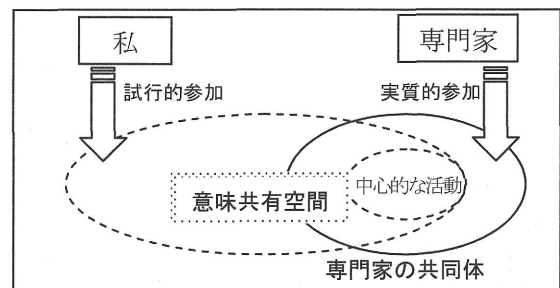 私
専門家
試行的参加
実質的参加
中心的な活動
意味共有空間
専門家の共同体